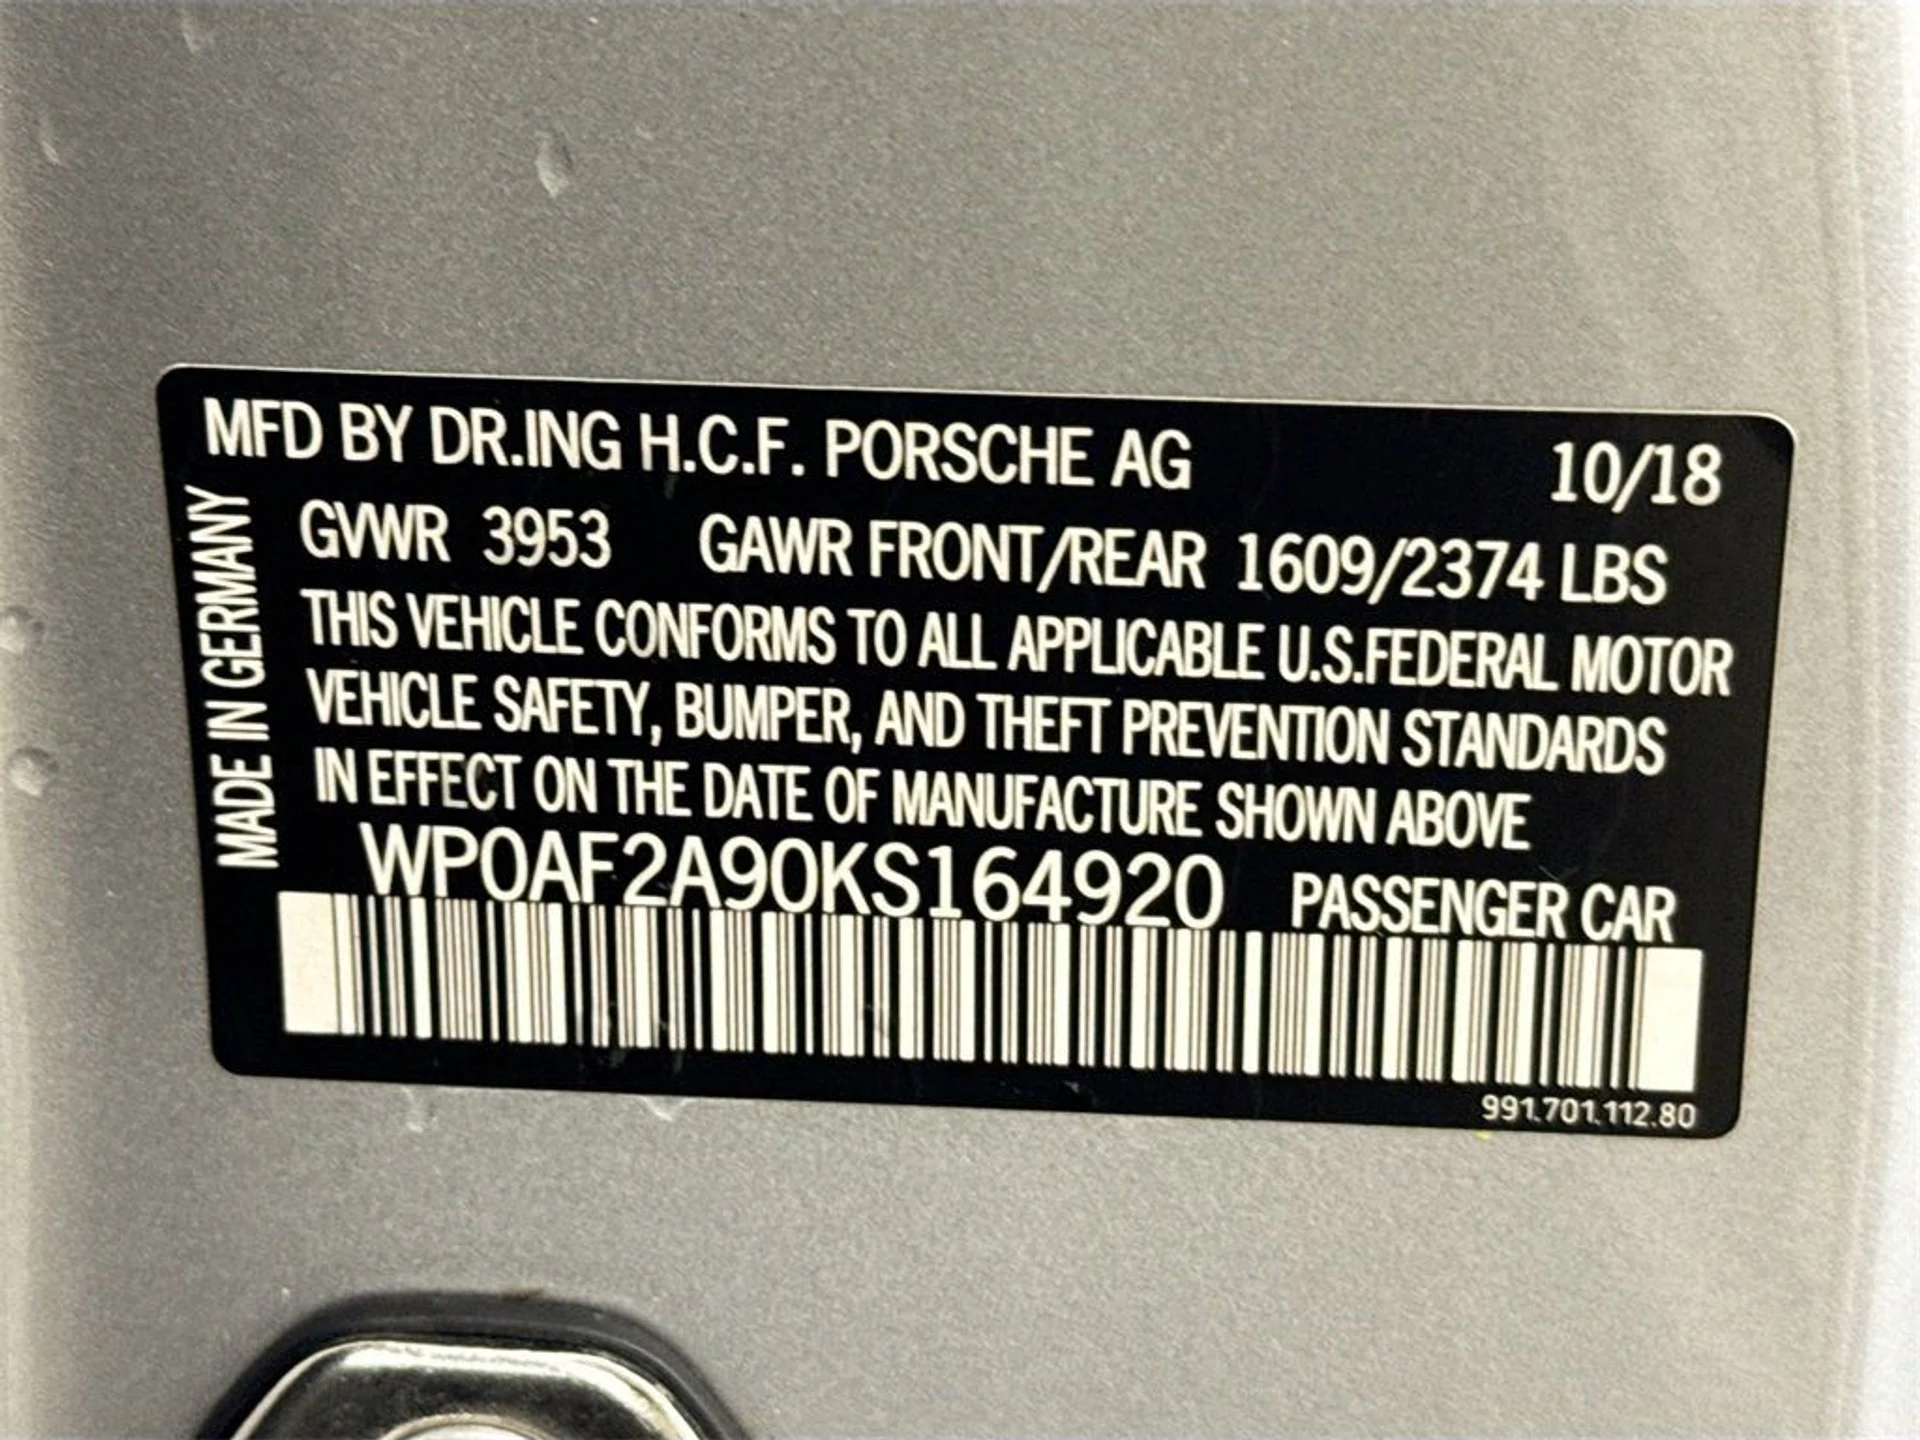 MFD BY DR.ING H.C.F. PORSCHE AG 10/18
MADE IN GERMANY
GVWR 3953 GAWR FRONT/REAR 1609/2374 LBS
THIS VEHICLE CONFORMS TO ALL APPLICABLE U.S.FEDERAL MOTOR
VEHICLE SAFETY, BUMPER, AND THEFT PREVENTION STANDARDS
IN EFFECT ON THE DATE OF MANUFACTURE SHOWN ABOVE
WP0AF2A90KS164920 PASSENGER CAR
991.701.112.80